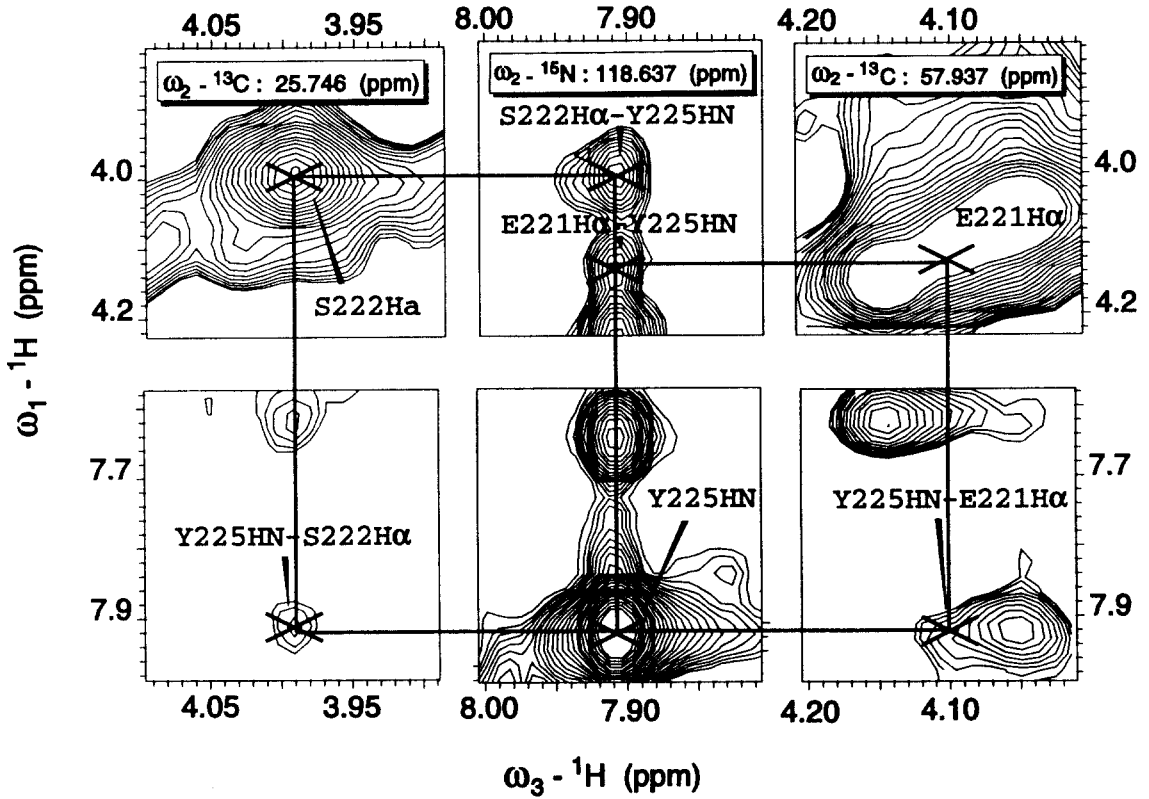 4.05 3.95 8.00 7.90 4.20 4.10
ω2 - 13C : 25.746 (ppm)
ω2 - 15N : 118.637 (ppm)
ω2 - 13C : 57.937 (ppm)
S222Hα-Y225HN
4.0 4.0
E221Hα-Y225HN
E221Hα
S222Ha
4.2 4.2
ω1 - 1H (ppm)
7.7 7.7
Y225HN
Y225HN-E221Hα
Y225HN-S222Hα
7.9 7.9
4.05 3.95 8.00 7.90 4.20 4.10
ω3 - 1H (ppm)